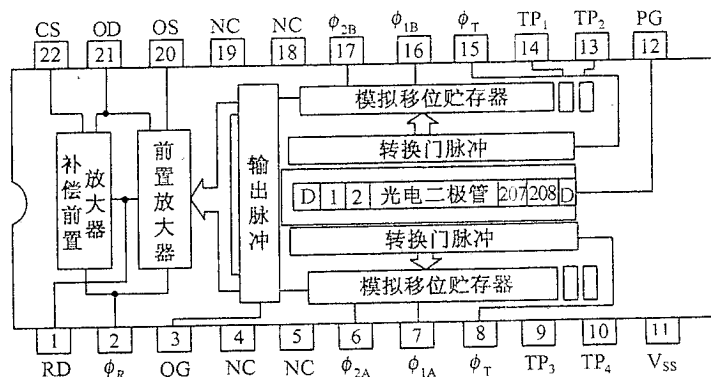 CS OD OS NC NC ϕ2B ϕ1B ϕT TP1 TP2 PG
22 21 20 19 18 17 16 15 14 13 12
模拟移位贮存器
转换门脉冲
补偿前置放大器
前置放大器
输出脉冲
D 1 2 光电二极管 207 208 D
转换门脉冲
模拟移位贮存器
1 2 3 4 5 6 7 8 9 10 11
RD ϕR OG NC NC ϕ2A ϕ1A ϕT TP3 TP4 VSS